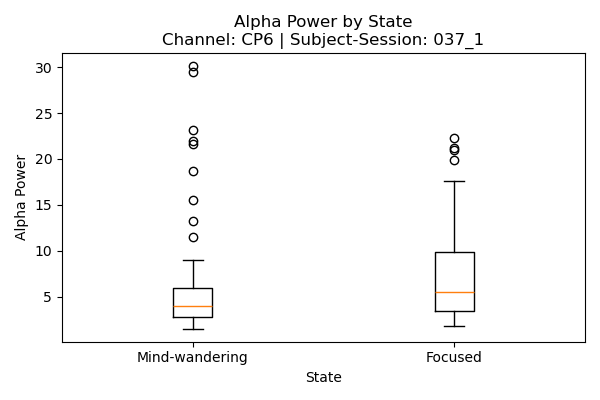 Alpha Power by State
Channel: CP6 | Subject-Session: 037_1
30
25
20
15
10
5
Alpha Power
Mind-wandering
Focused
State